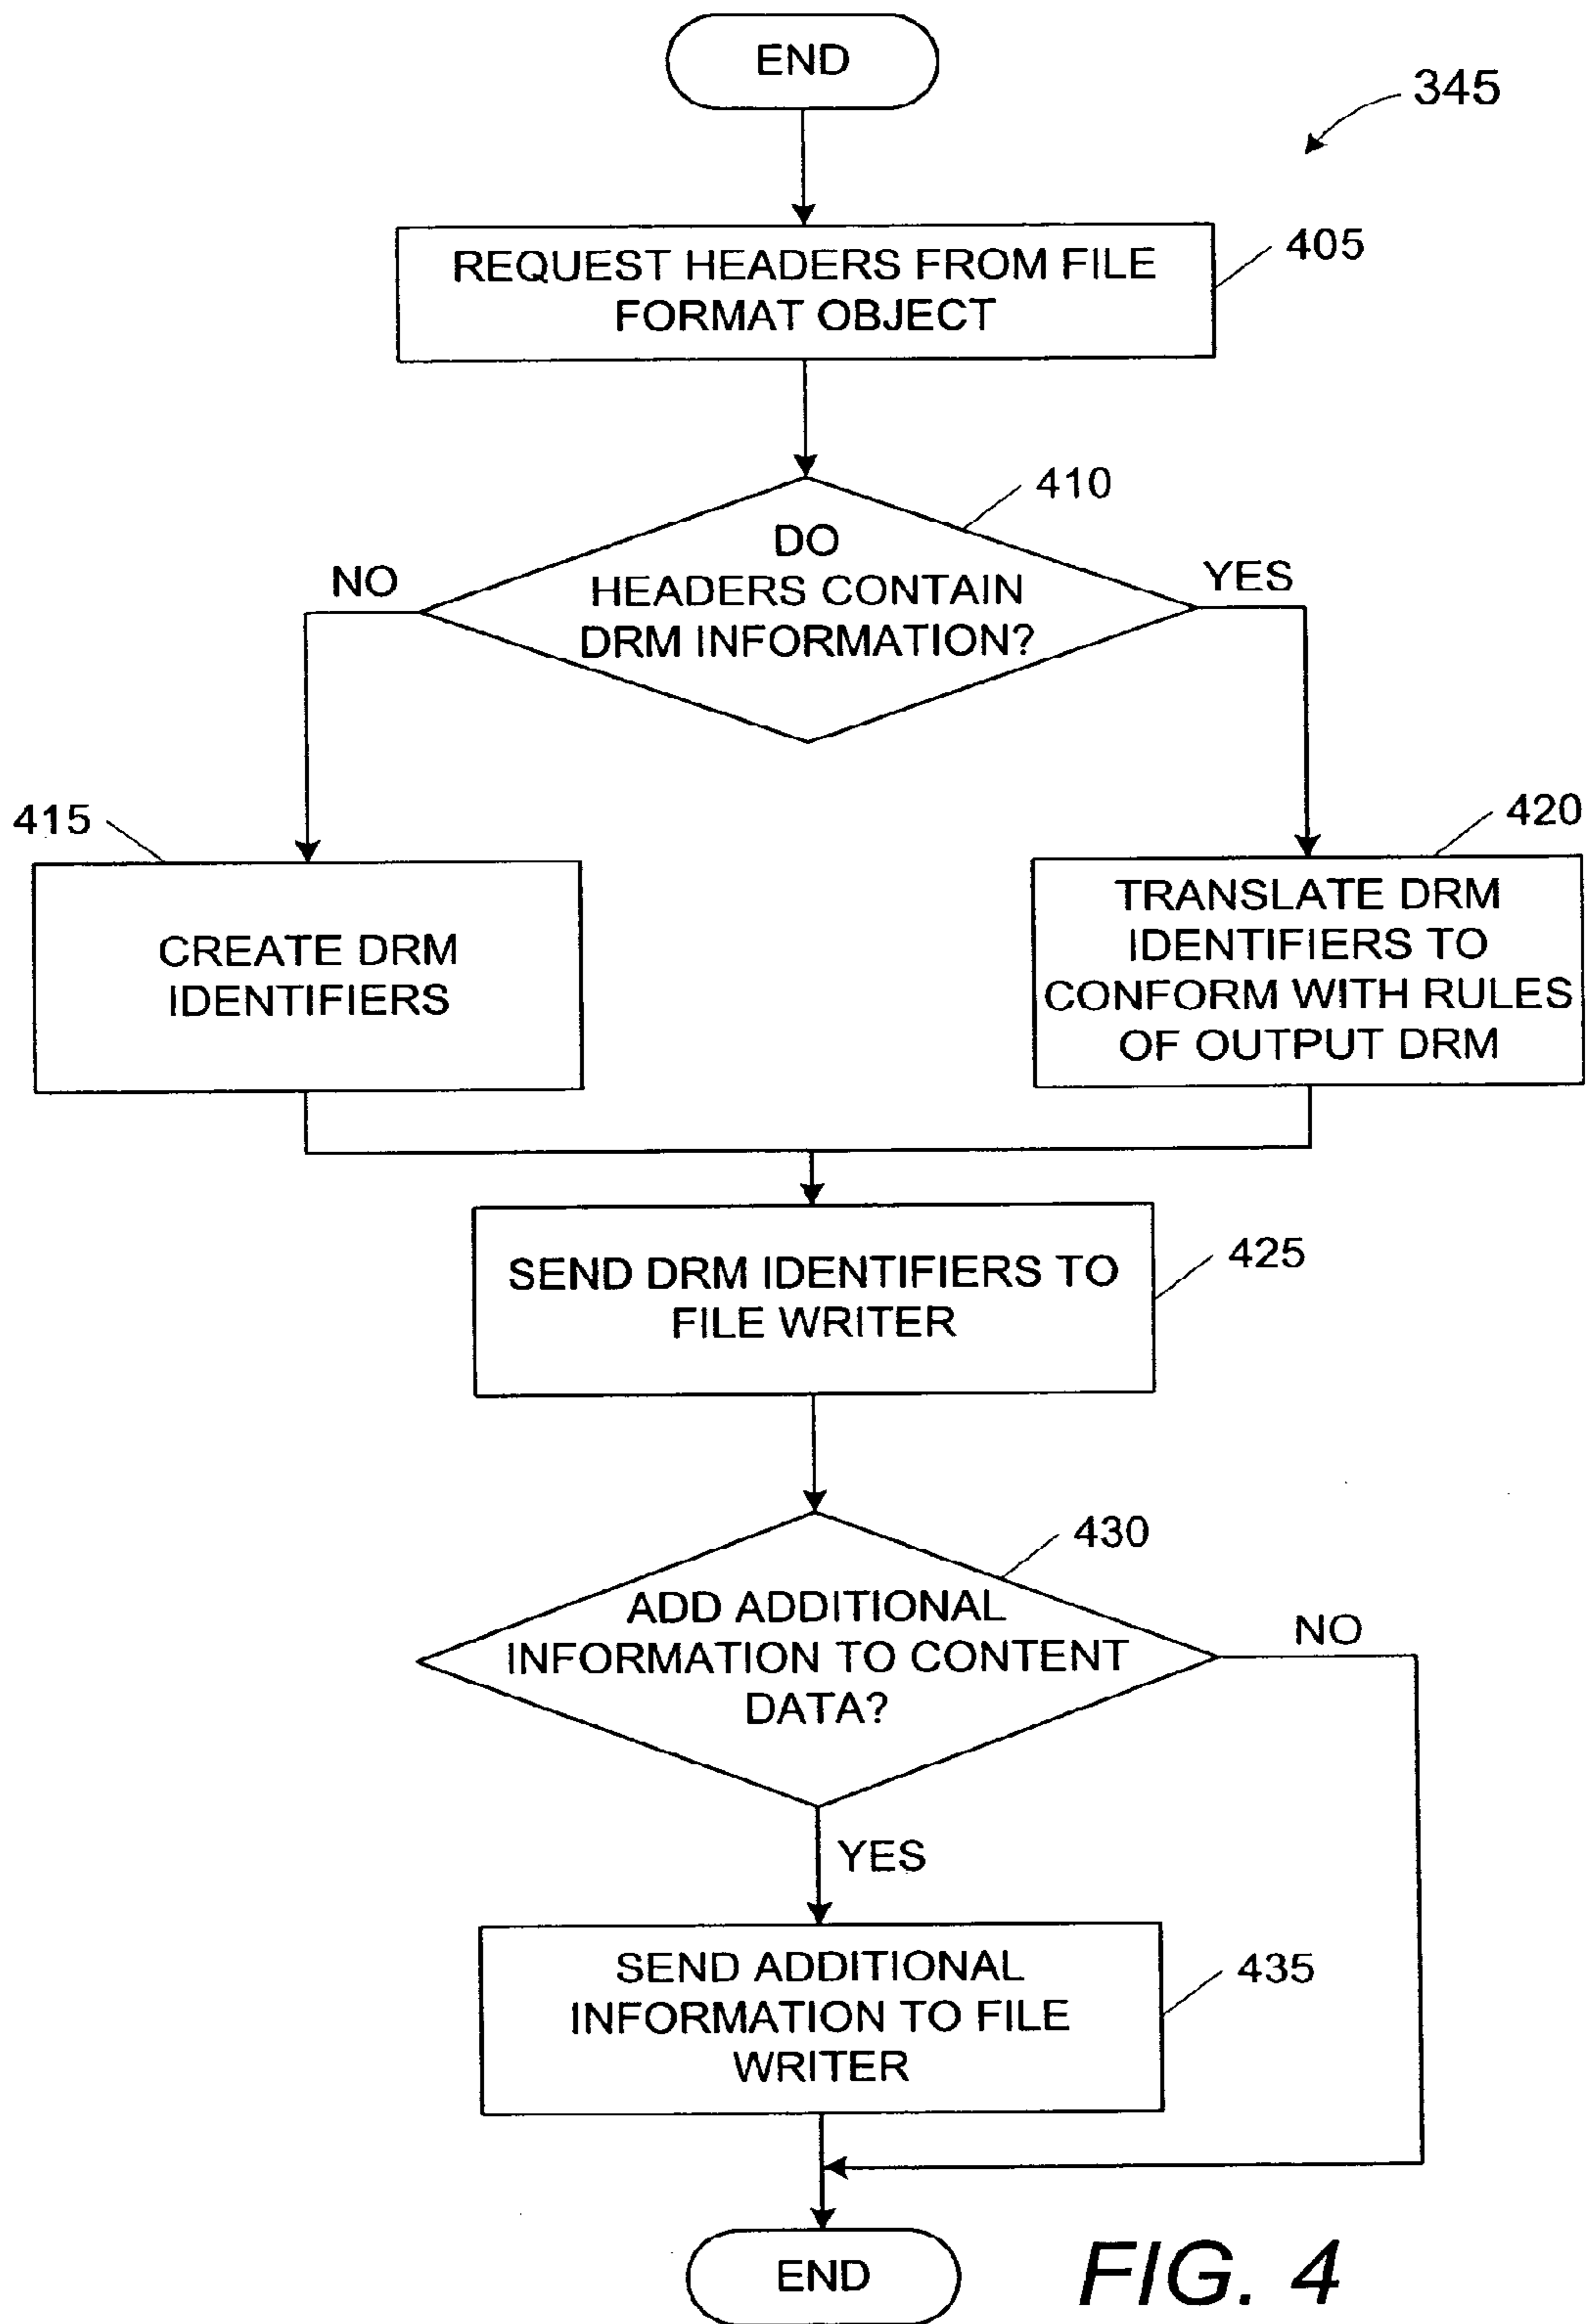 END
345
REQUEST HEADERS FROM FILE
FORMAT OBJECT
405
410
DO
HEADERS CONTAIN
DRM INFORMATION?
NO
YES
415
420
CREATE DRM
IDENTIFIERS
TRANSLATE DRM
IDENTIFIERS TO
CONFORM WITH RULES
OF OUTPUT DRM
SEND DRM IDENTIFIERS TO
FILE WRITER
425
430
ADD ADDITIONAL
INFORMATION TO CONTENT
DATA?
NO
YES
SEND ADDITIONAL
INFORMATION TO FILE
WRITER
435
END
FIG. 4